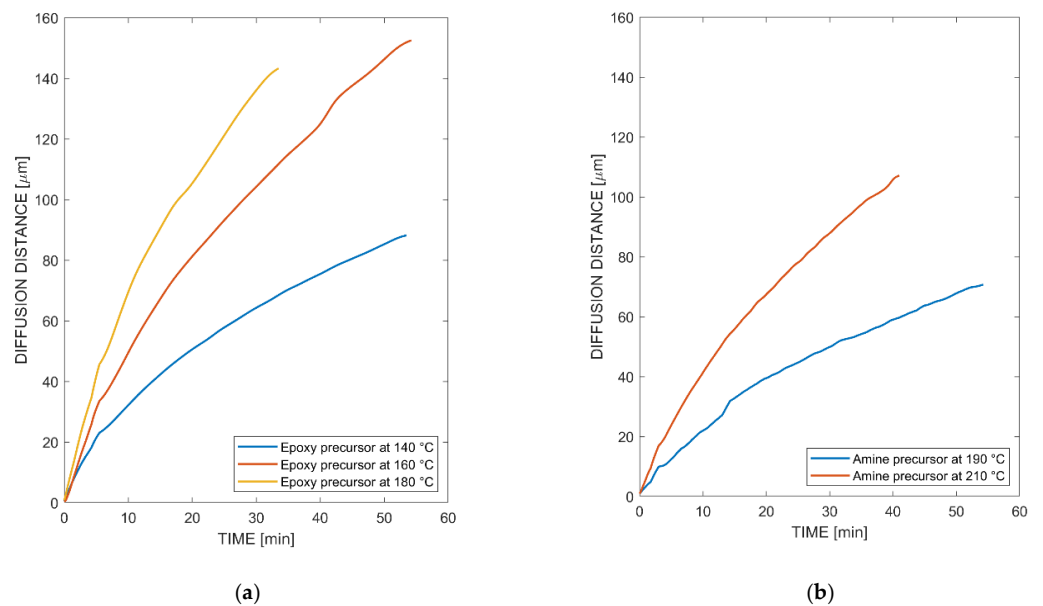 160
140
120
100
80
60
40
20
0
DIFFUSION DISTANCE [μm]
Epoxy precursor at 140 °C
Epoxy precursor at 160 °C
Epoxy precursor at 180 °C
0 10 20 30 40 50 60
TIME [min]
(a)
160
140
120
100
80
60
40
20
0
DIFFUSION DISTANCE [μm]
Amine precursor at 190 °C
Amine precursor at 210 °C
0 10 20 30 40 50 60
TIME [min]
(b)